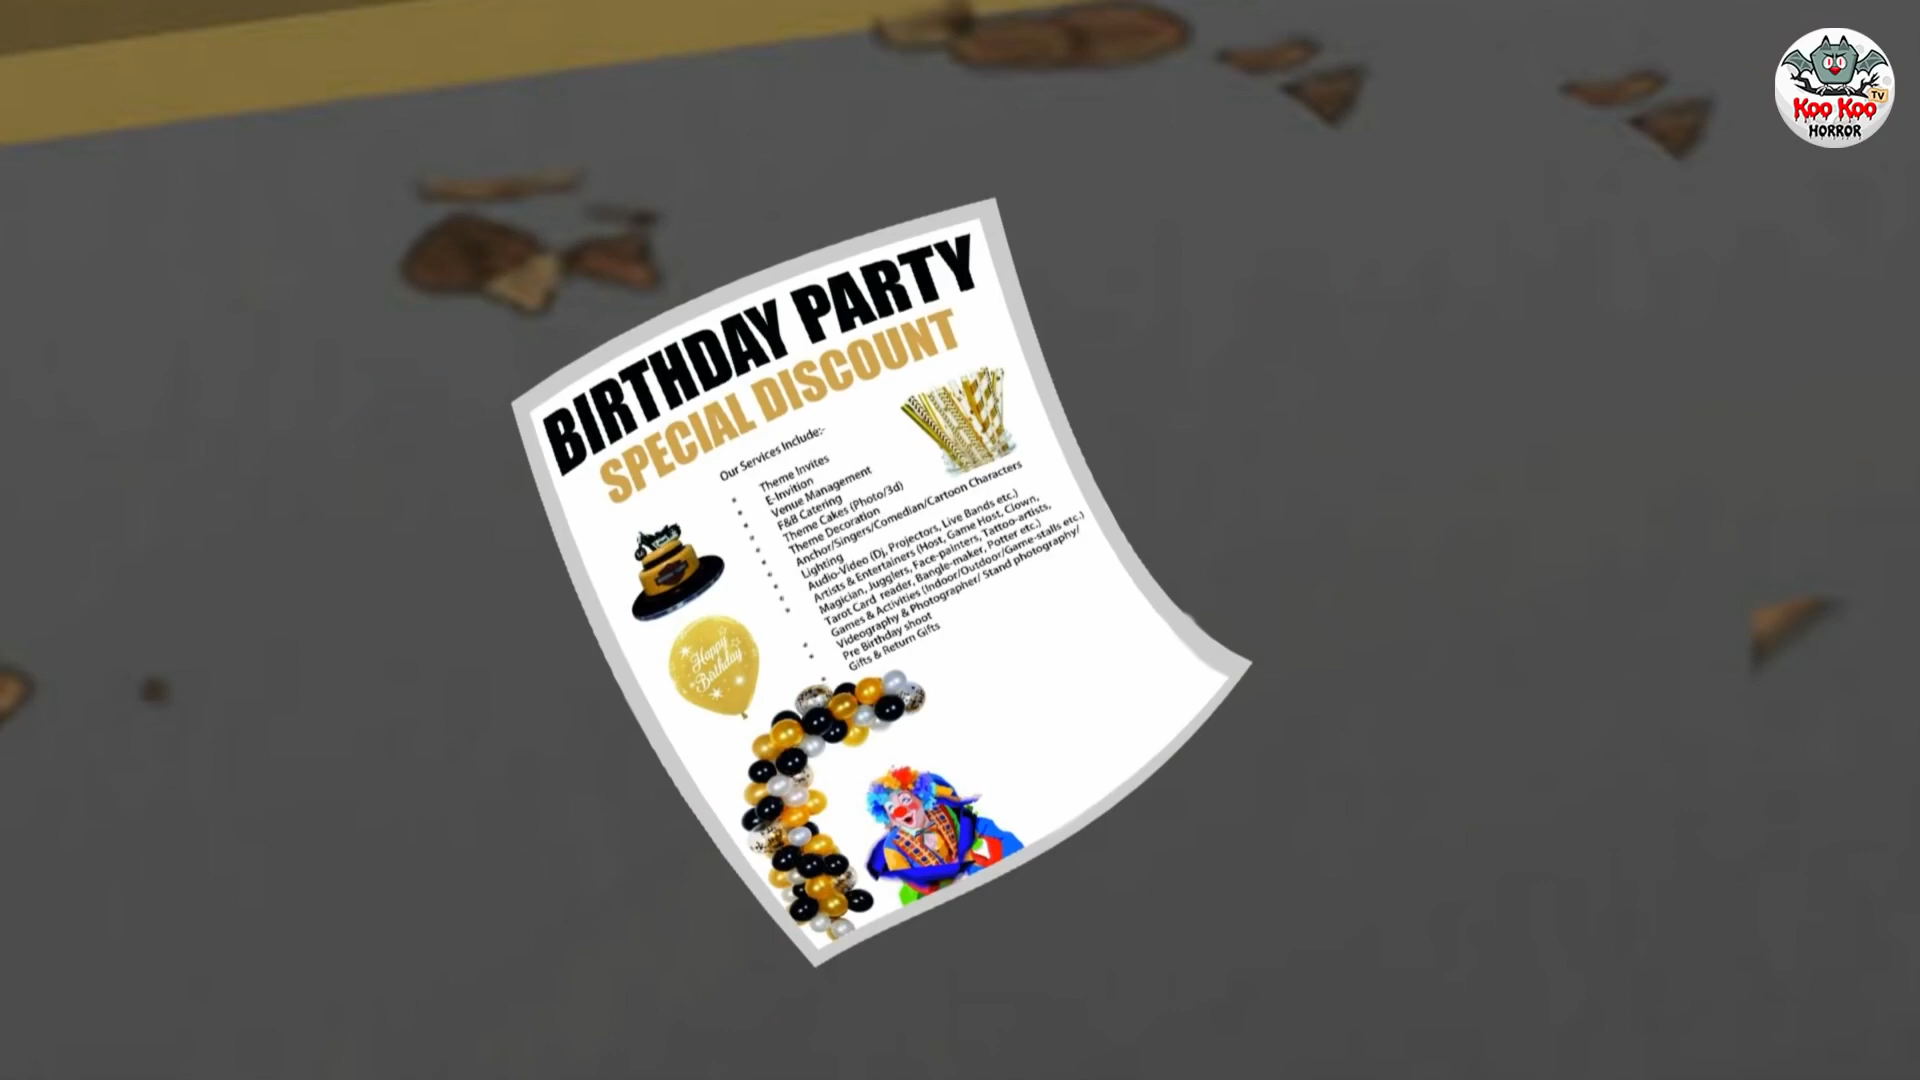 BIRTHDAY PARTY
SPECIAL DISCOUNT
Our Services Include:-
Theme Invites
E-Invition
Venue Management
F&B Catering
Theme Cakes (Photo/3d)
Theme Decoration
Anchor/Singers/Comedian/Cartoon Characters
Lighting
Audio-Video (Dj, Projectors, Live Bands etc.)
Artists & Entertainers (Host, Game Host, Clown,
Magician, Jugglers, Face-painters, Tattoo-artists,
Tarot Card reader, Bangle-maker, Potter etc.)
Games & Activities (Indoor/Outdoor/Game-stalls etc.)
Videography & Photographer/ Stand photography/
Pre Birthday shoot
Gifts & Return Gifts
Happy
Birthday
Koo Koo
TV
HORROR